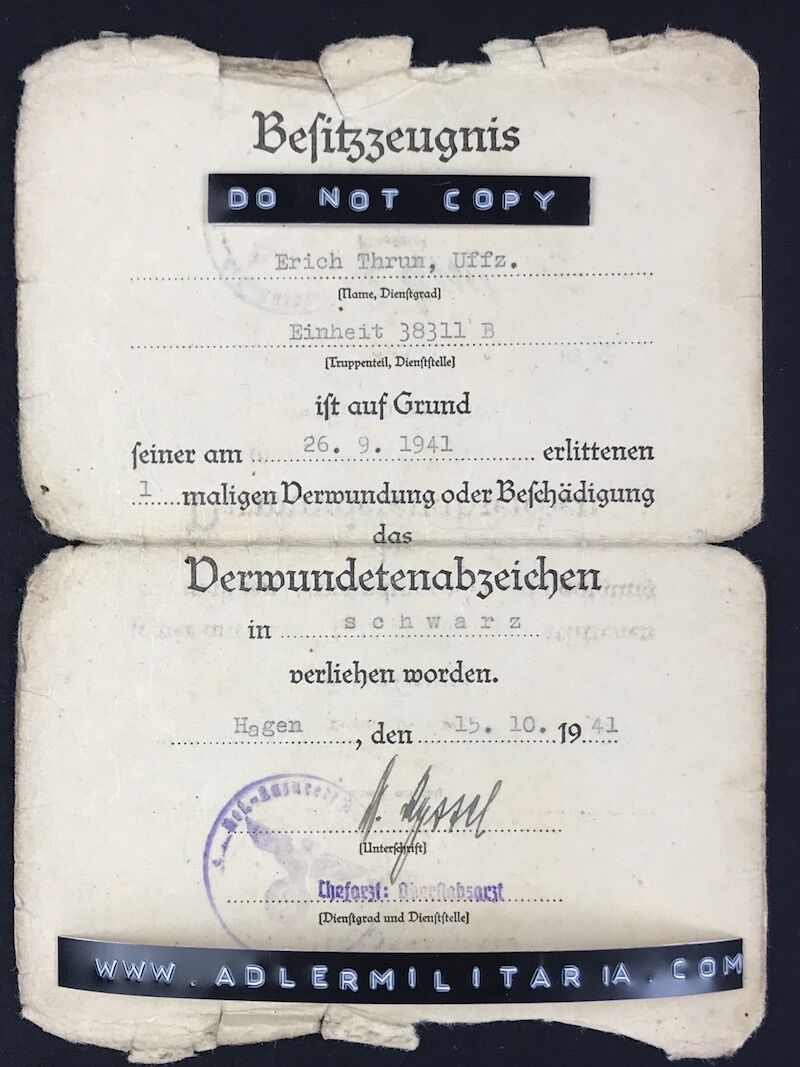 Besitzzeugnis
DO NOT COPY
Erich Thrun, Uffz.
(Name, Dienstgrad)
Einheit 38311 B
(Truppenteil, Dienststelle)
ist auf Grund
seiner am 26. 9. 1941 erlittenen
1 maligen Verwundung oder Beschädigung
das
Verwundetenabzeichen
in schwarz
verliehen worden.
Hagen, den 15. 10. 1941
(Unterschrift)
Chefarzt: Oberstabsarzt
(Dienstgrad und Dienststelle)
WWW.ADLERMILITARIA.COM